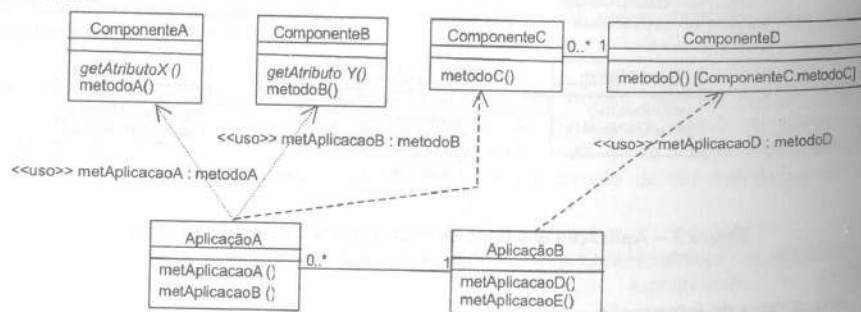 ComponenteA
getAtributoX ()
metodoA()
ComponenteB
getAtributo Y()
metodoB()
ComponenteC
metodoC()
0..* 1
ComponenteD
metodoD() [ComponenteC.metodoC]
<<uso>> metAplicacaoB : metodoB
<<uso>> metAplicacaoD : metodoD
<<uso>> metAplicacaoA : metodoA
AplicaçãoA
metAplicacaoA ()
metAplicacaoB ()
0..* 1
AplicaçãoB
metAplicacaoD()
metAplicacaoE()